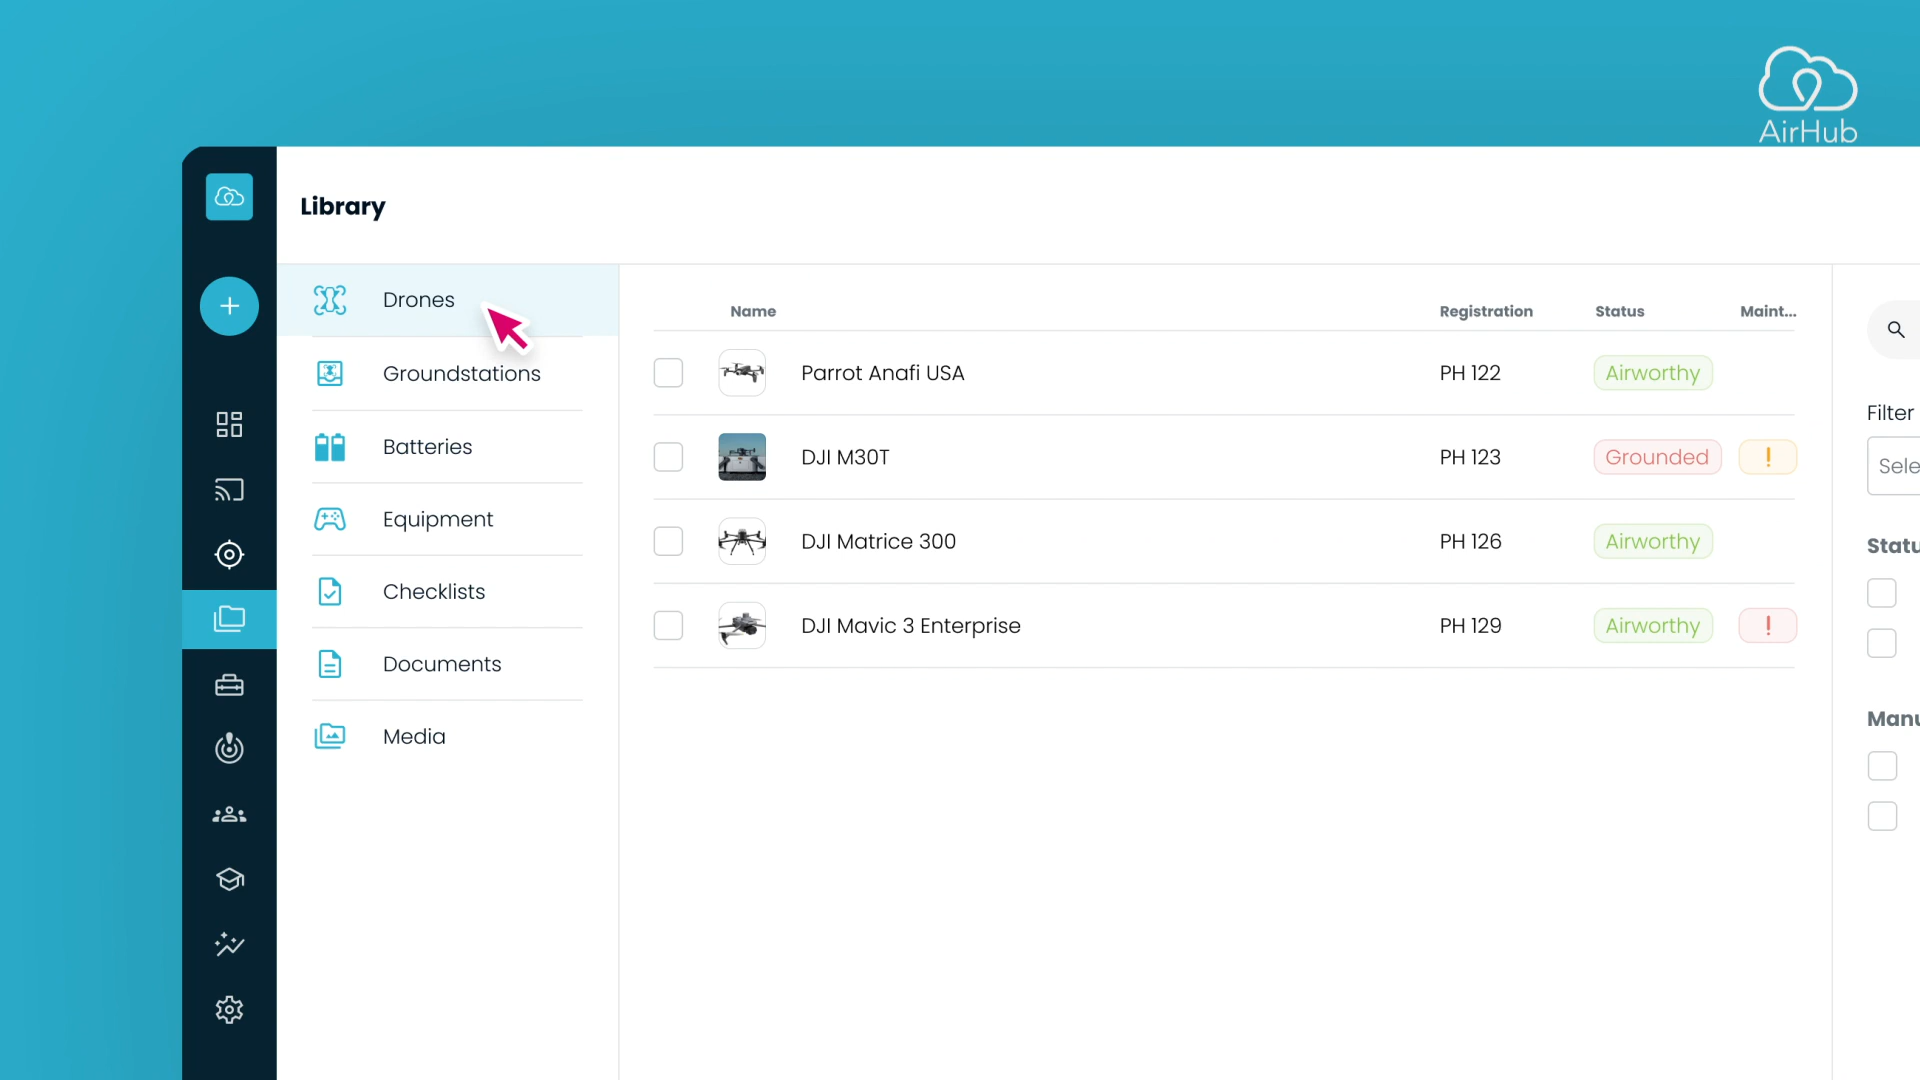 AirHub
Library
Drones
Groundstations
Batteries
Equipment
Checklists
Documents
Media
Name Registration Status Maint...
Parrot Anafi USA PH 122 Airworthy
DJI M30T PH 123 Grounded !
DJI Matrice 300 PH 126 Airworthy
DJI Mavic 3 Enterprise PH 129 Airworthy !
Filter
Sele
Statu
Manu